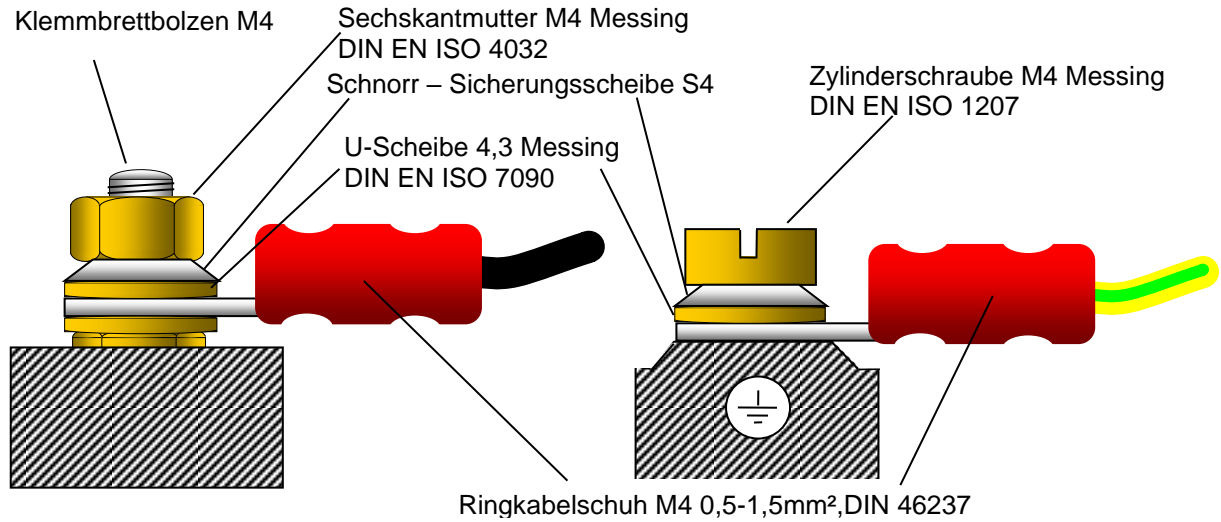 Klemmbrettbolzen M4
Sechskantmutter M4 Messing
DIN EN ISO 4032
Schnorr – Sicherungsscheibe S4
U-Scheibe 4,3 Messing
DIN EN ISO 7090
Zylinderschraube M4 Messing
DIN EN ISO 1207
Ringkabelschuh M4 0,5-1,5mm²,DIN 46237